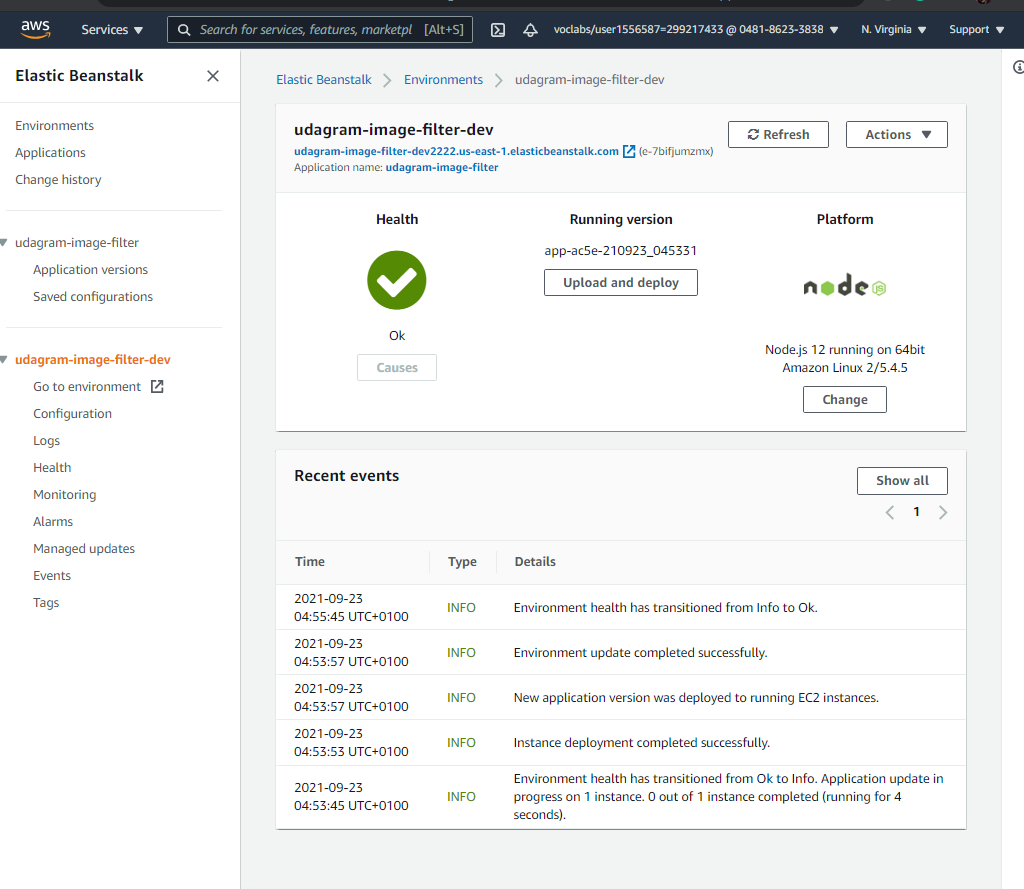 aws
Services ▼
Search for services, features, marketpl [Alt+S]
voclabs/user1556587=299217433 @ 0481-8623-3838 ▼
N. Virginia ▼
Support ▼
Elastic Beanstalk
Environments
Applications
Change history
udagram-image-filter
Application versions
Saved configurations
udagram-image-filter-dev
Go to environment
Configuration
Logs
Health
Monitoring
Alarms
Managed updates
Events
Tags
Elastic Beanstalk > Environments > udagram-image-filter-dev
udagram-image-filter-dev
udagram-image-filter-dev2222.us-east-1.elasticbeanstalk.com (e-7bifjumzmx)
Application name: udagram-image-filter
Refresh
Actions ▼
Health
Ok
Causes
Running version
app-ac5e-210923_045331
Upload and deploy
Platform
node JS
Node.js 12 running on 64bit
Amazon Linux 2/5.4.5
Change
Recent events
Show all
< 1 >
Time Type Details
2021-09-23
04:55:45 UTC+0100
INFO
Environment health has transitioned from Info to Ok.
2021-09-23
04:53:57 UTC+0100
INFO
Environment update completed successfully.
2021-09-23
04:53:57 UTC+0100
INFO
New application version was deployed to running EC2 instances.
2021-09-23
04:53:53 UTC+0100
INFO
Instance deployment completed successfully.
2021-09-23
04:53:45 UTC+0100
INFO
Environment health has transitioned from Ok to Info. Application update in
progress on 1 instance. 0 out of 1 instance completed (running for 4
seconds).